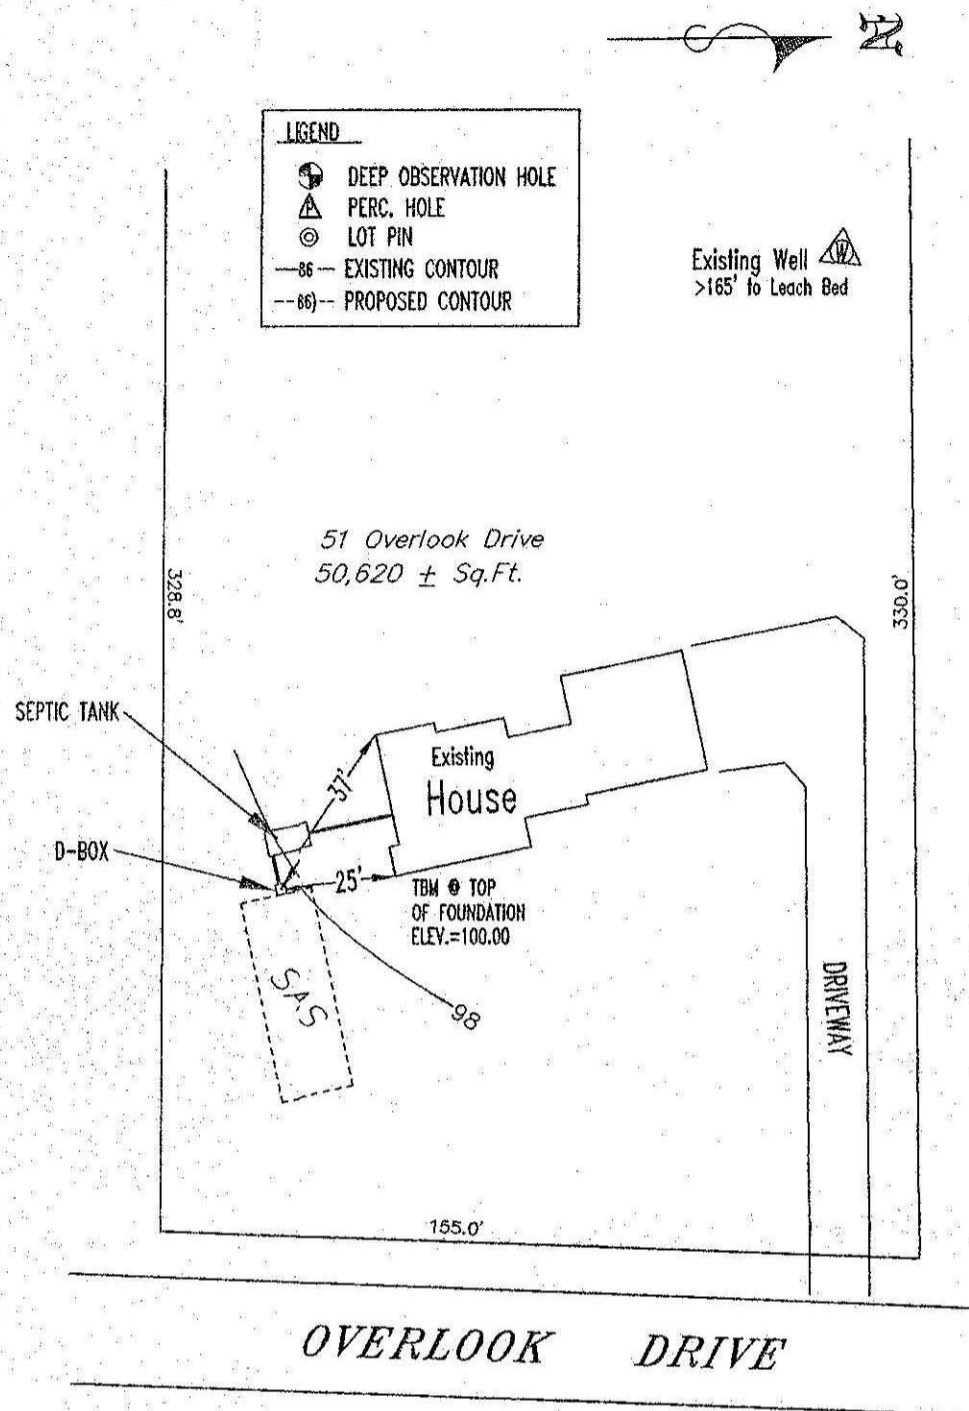 N
LEGEND
DEEP OBSERVATION HOLE
P PERC. HOLE
LOT PIN
—86— EXISTING CONTOUR
--86)-- PROPOSED CONTOUR
Existing Well W
>165' to Leach Bed
51 Overlook Drive
50,620 ± Sq.Ft.
328.8'
330.0'
SEPTIC TANK
Existing
House
37'
D-BOX
25'
TBM @ TOP
OF FOUNDATION
ELEV.=100.00
SAS
98
DRIVEWAY
155.0'
OVERLOOK DRIVE